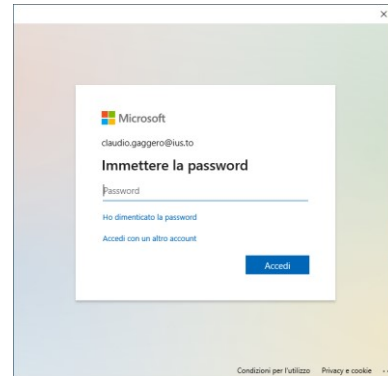 Microsoft
claudio.gaggero@ius.to
Immettere la password
Password
Ho dimenticato la password
Accedi con un altro account
Accedi
Condizioni per l'utilizzo Privacy e cookie ...